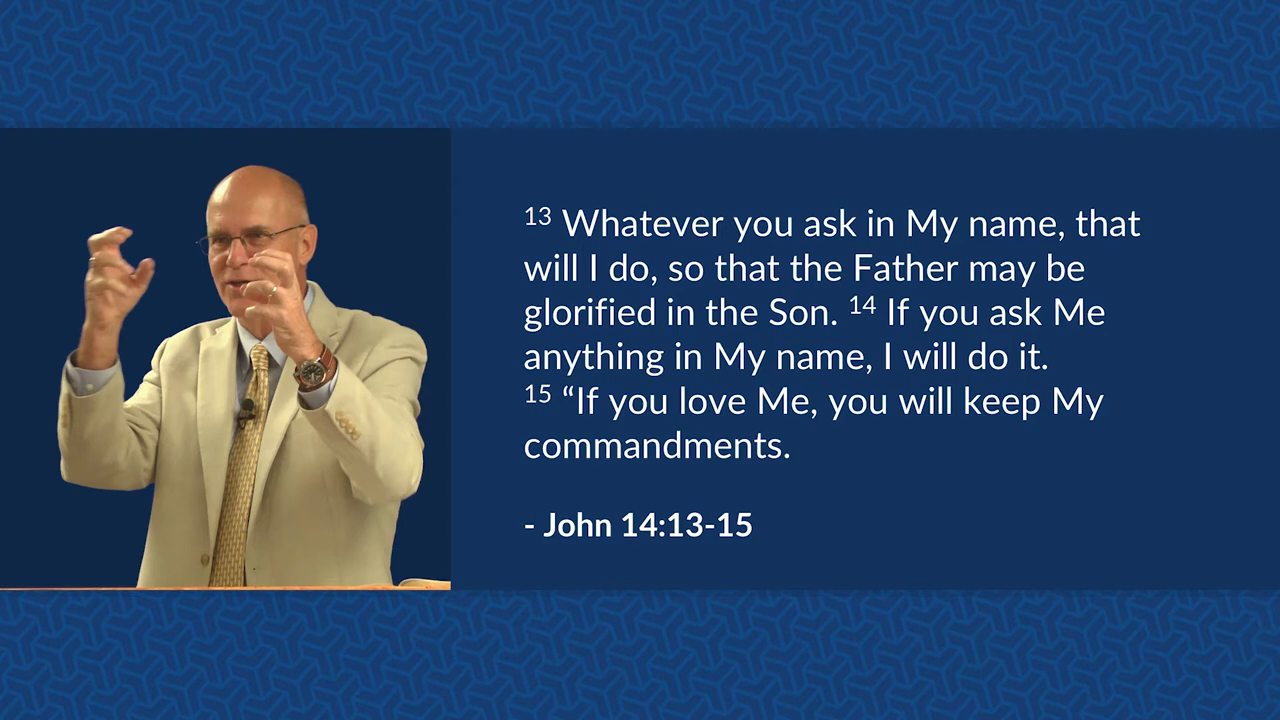 13 Whatever you ask in My name, that
will I do, so that the Father may be
glorified in the Son. 14 If you ask Me
anything in My name, I will do it.
15 “If you love Me, you will keep My
commandments.
- John 14:13-15